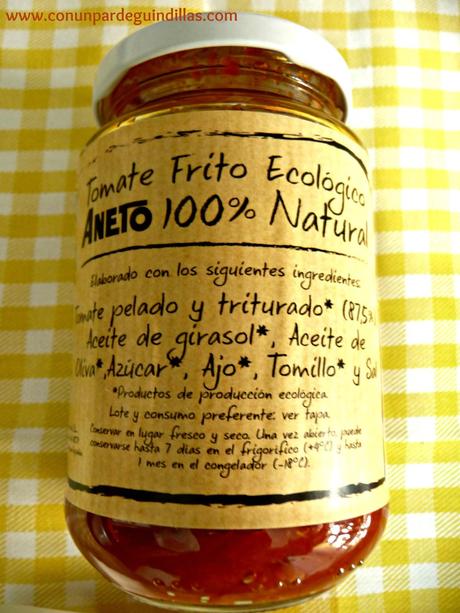 www.conunpardeguindillas.com
Tomate Frito Ecológico
ANETO 100% Natural
Elaborado con los siguientes ingredientes:
Tomate pelado y triturado* (87,5%
Aceite de girasol*, Aceite de
Oliva*, Azúcar*, Ajo*, Tomillo* y Sal
*Productos de producción ecológica.
Lote y consumo preferente: ver tapa.
Conservar en lugar fresco y seco. Una vez abierto, puede
conservarse hasta 7 días en el frigorífico (+4ºC) y hasta
1 mes en el congelador (-18ºC).